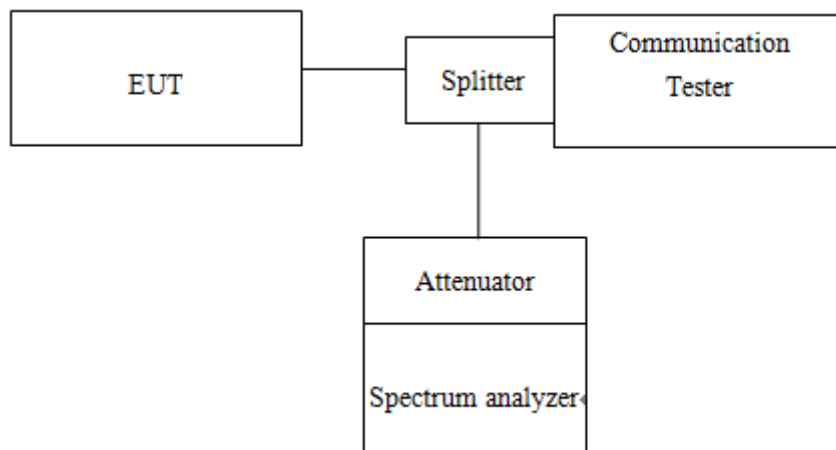 EUT
Splitter
Communication
Tester
Attenuator
Spectrum analyzer